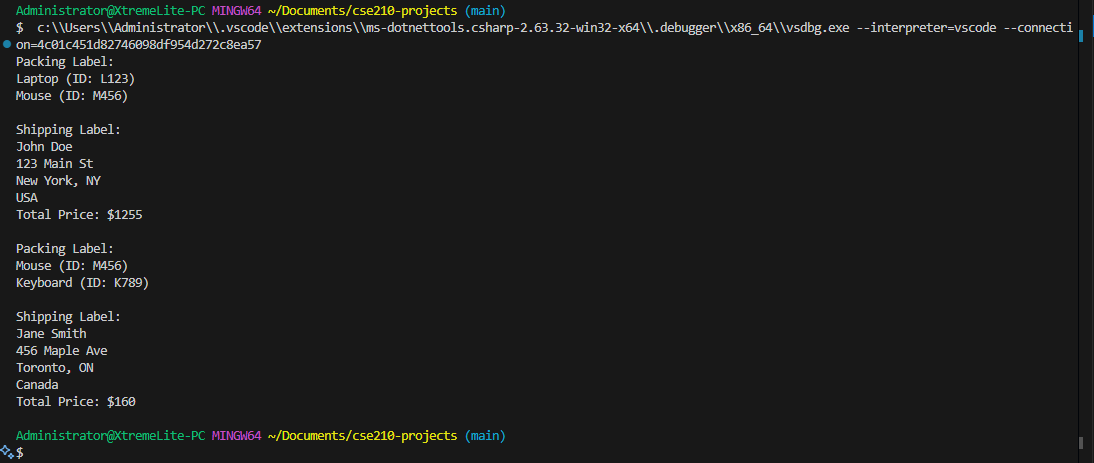 Administrator@XtremeLite-PC MINGW64 ~/Documents/cse210-projects (main)
$  c:\\Users\\Administrator\\.vscode\\extensions\\ms-dotnettools.csharp-2.63.32-win32-x64\\.debugger\\x86_64\\vsdbg.exe --interpreter=vscode --connecti
on=4c01c451d82746098df954d272c8ea57
Packing Label:
Laptop (ID: L123)
Mouse (ID: M456)

Shipping Label:
John Doe
123 Main St
New York, NY
USA
Total Price: $1255

Packing Label:
Mouse (ID: M456)
Keyboard (ID: K789)

Shipping Label:
Jane Smith
456 Maple Ave
Toronto, ON
Canada
Total Price: $160

Administrator@XtremeLite-PC MINGW64 ~/Documents/cse210-projects (main)
$